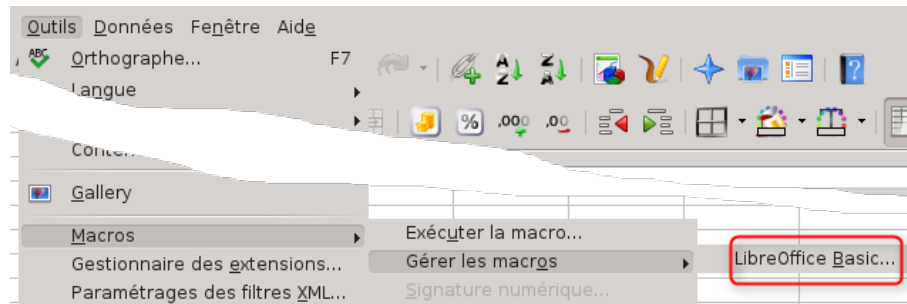 Outils Données Fenêtre Aide
Orthographe... F7
Langue
Gallery
Macros
Exécuter la macro...
Gestionnaire des extensions...
Gérer les macros
LibreOffice Basic...
Paramétrages des filtres XML...
Signature numérique...